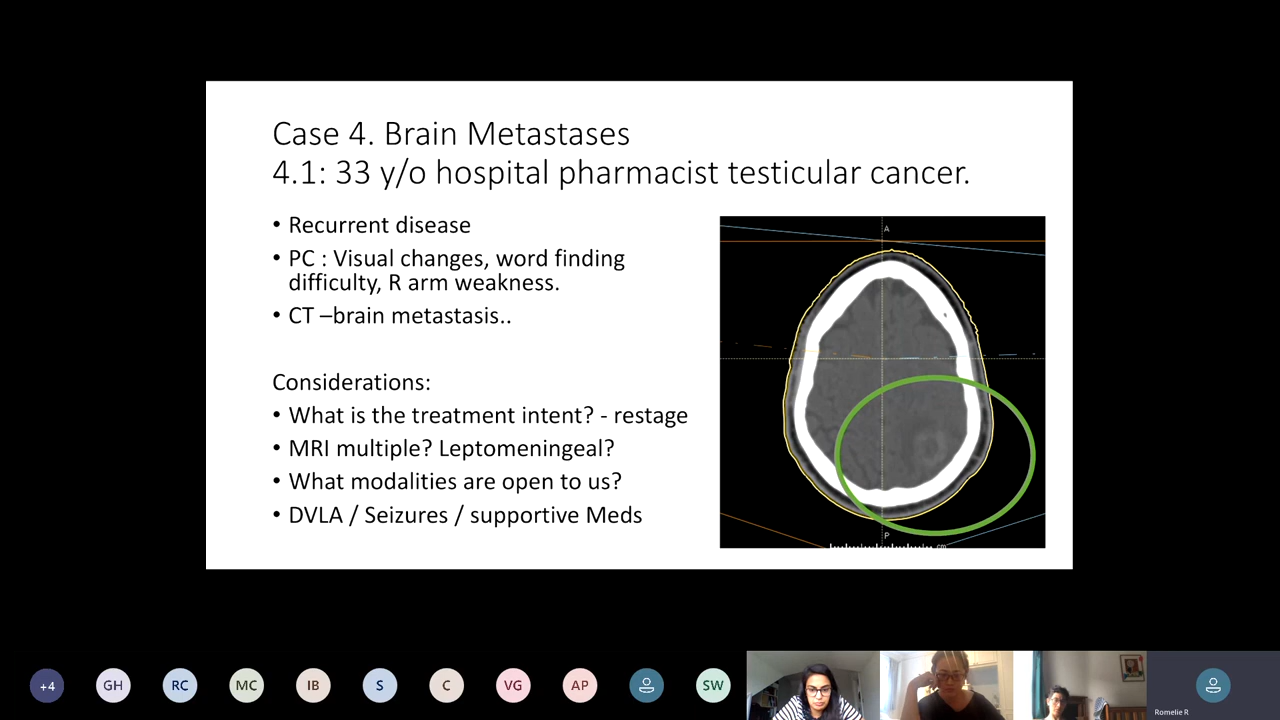 Case 4. Brain Metastases
4.1: 33 y/o hospital pharmacist testicular cancer.
• Recurrent disease
• PC : Visual changes, word finding
difficulty, R arm weakness.
• CT –brain metastasis..
Considerations:
• What is the treatment intent? - restage
• MRI multiple? Leptomeningeal?
• What modalities are open to us?
• DVLA / Seizures / supportive Meds
A
P
cm
+4 GH RC MC IB S C VG AP SW
Romelie R